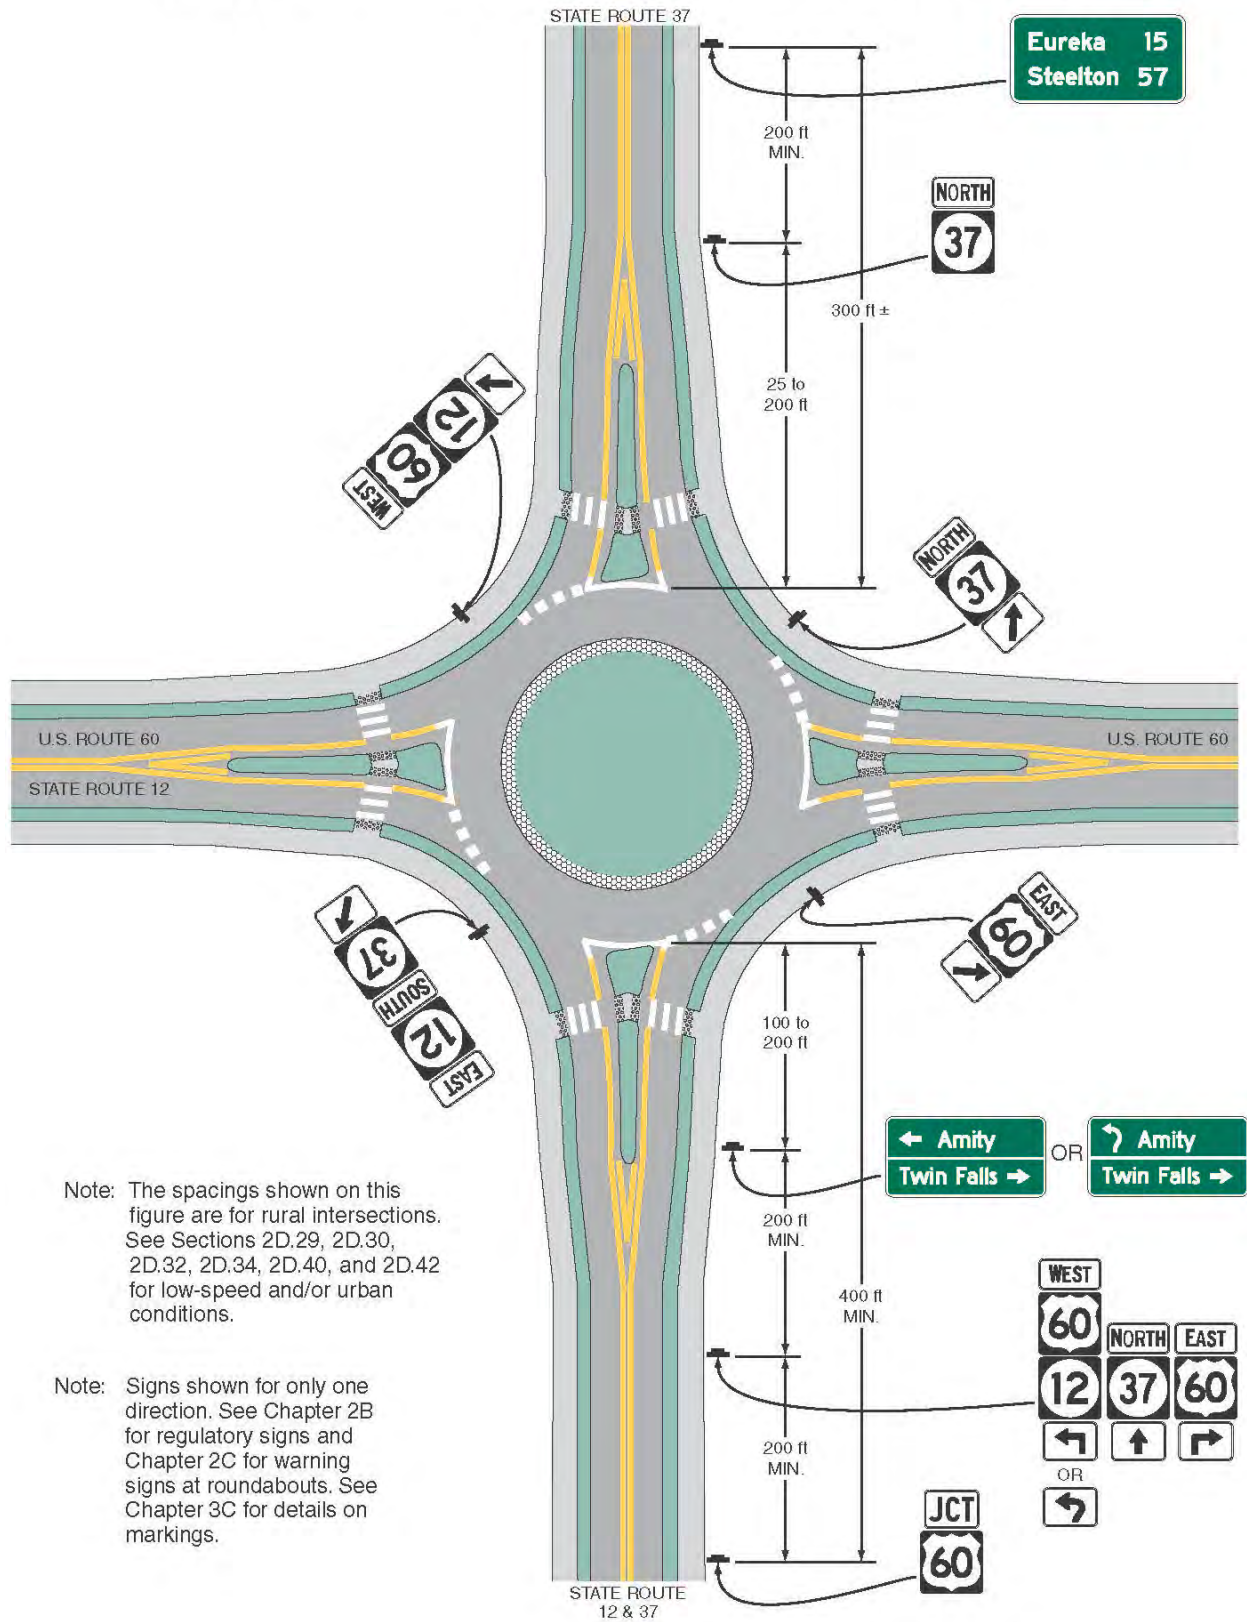 STATE ROUTE 37
Eureka 15
Steelton 57
200 ft
MIN.
NORTH
37
300 ft ±
25 to
200 ft
12
60
WEST
NORTH
37
U.S. ROUTE 60
STATE ROUTE 12
U.S. ROUTE 60
EAST
60
37
SOUTH
12
EAST
100 to
200 ft
← Amity
Twin Falls →
OR
Amity
Twin Falls →
200 ft
MIN.
400 ft
MIN.
Note: The spacings shown on this
figure are for rural intersections.
See Sections 2D.29, 2D.30,
2D.32, 2D.34, 2D.40, and 2D.42
for low-speed and/or urban
conditions.
WEST
60
NORTH EAST
12 37 60
OR
Note: Signs shown for only one
direction. See Chapter 2B
for regulatory signs and
Chapter 2C for warning
signs at roundabouts. See
Chapter 3C for details on
markings.
200 ft
MIN.
JCT
60
STATE ROUTE
12 & 37